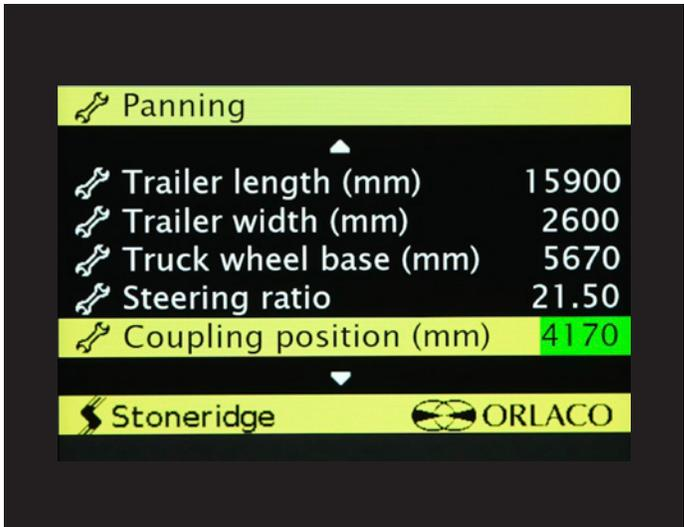 Panning
Trailer length (mm) 15900
Trailer width (mm) 2600
Truck wheel base (mm) 5670
Steering ratio 21.50
Coupling position (mm) 4170
Stoneridge ORLACO